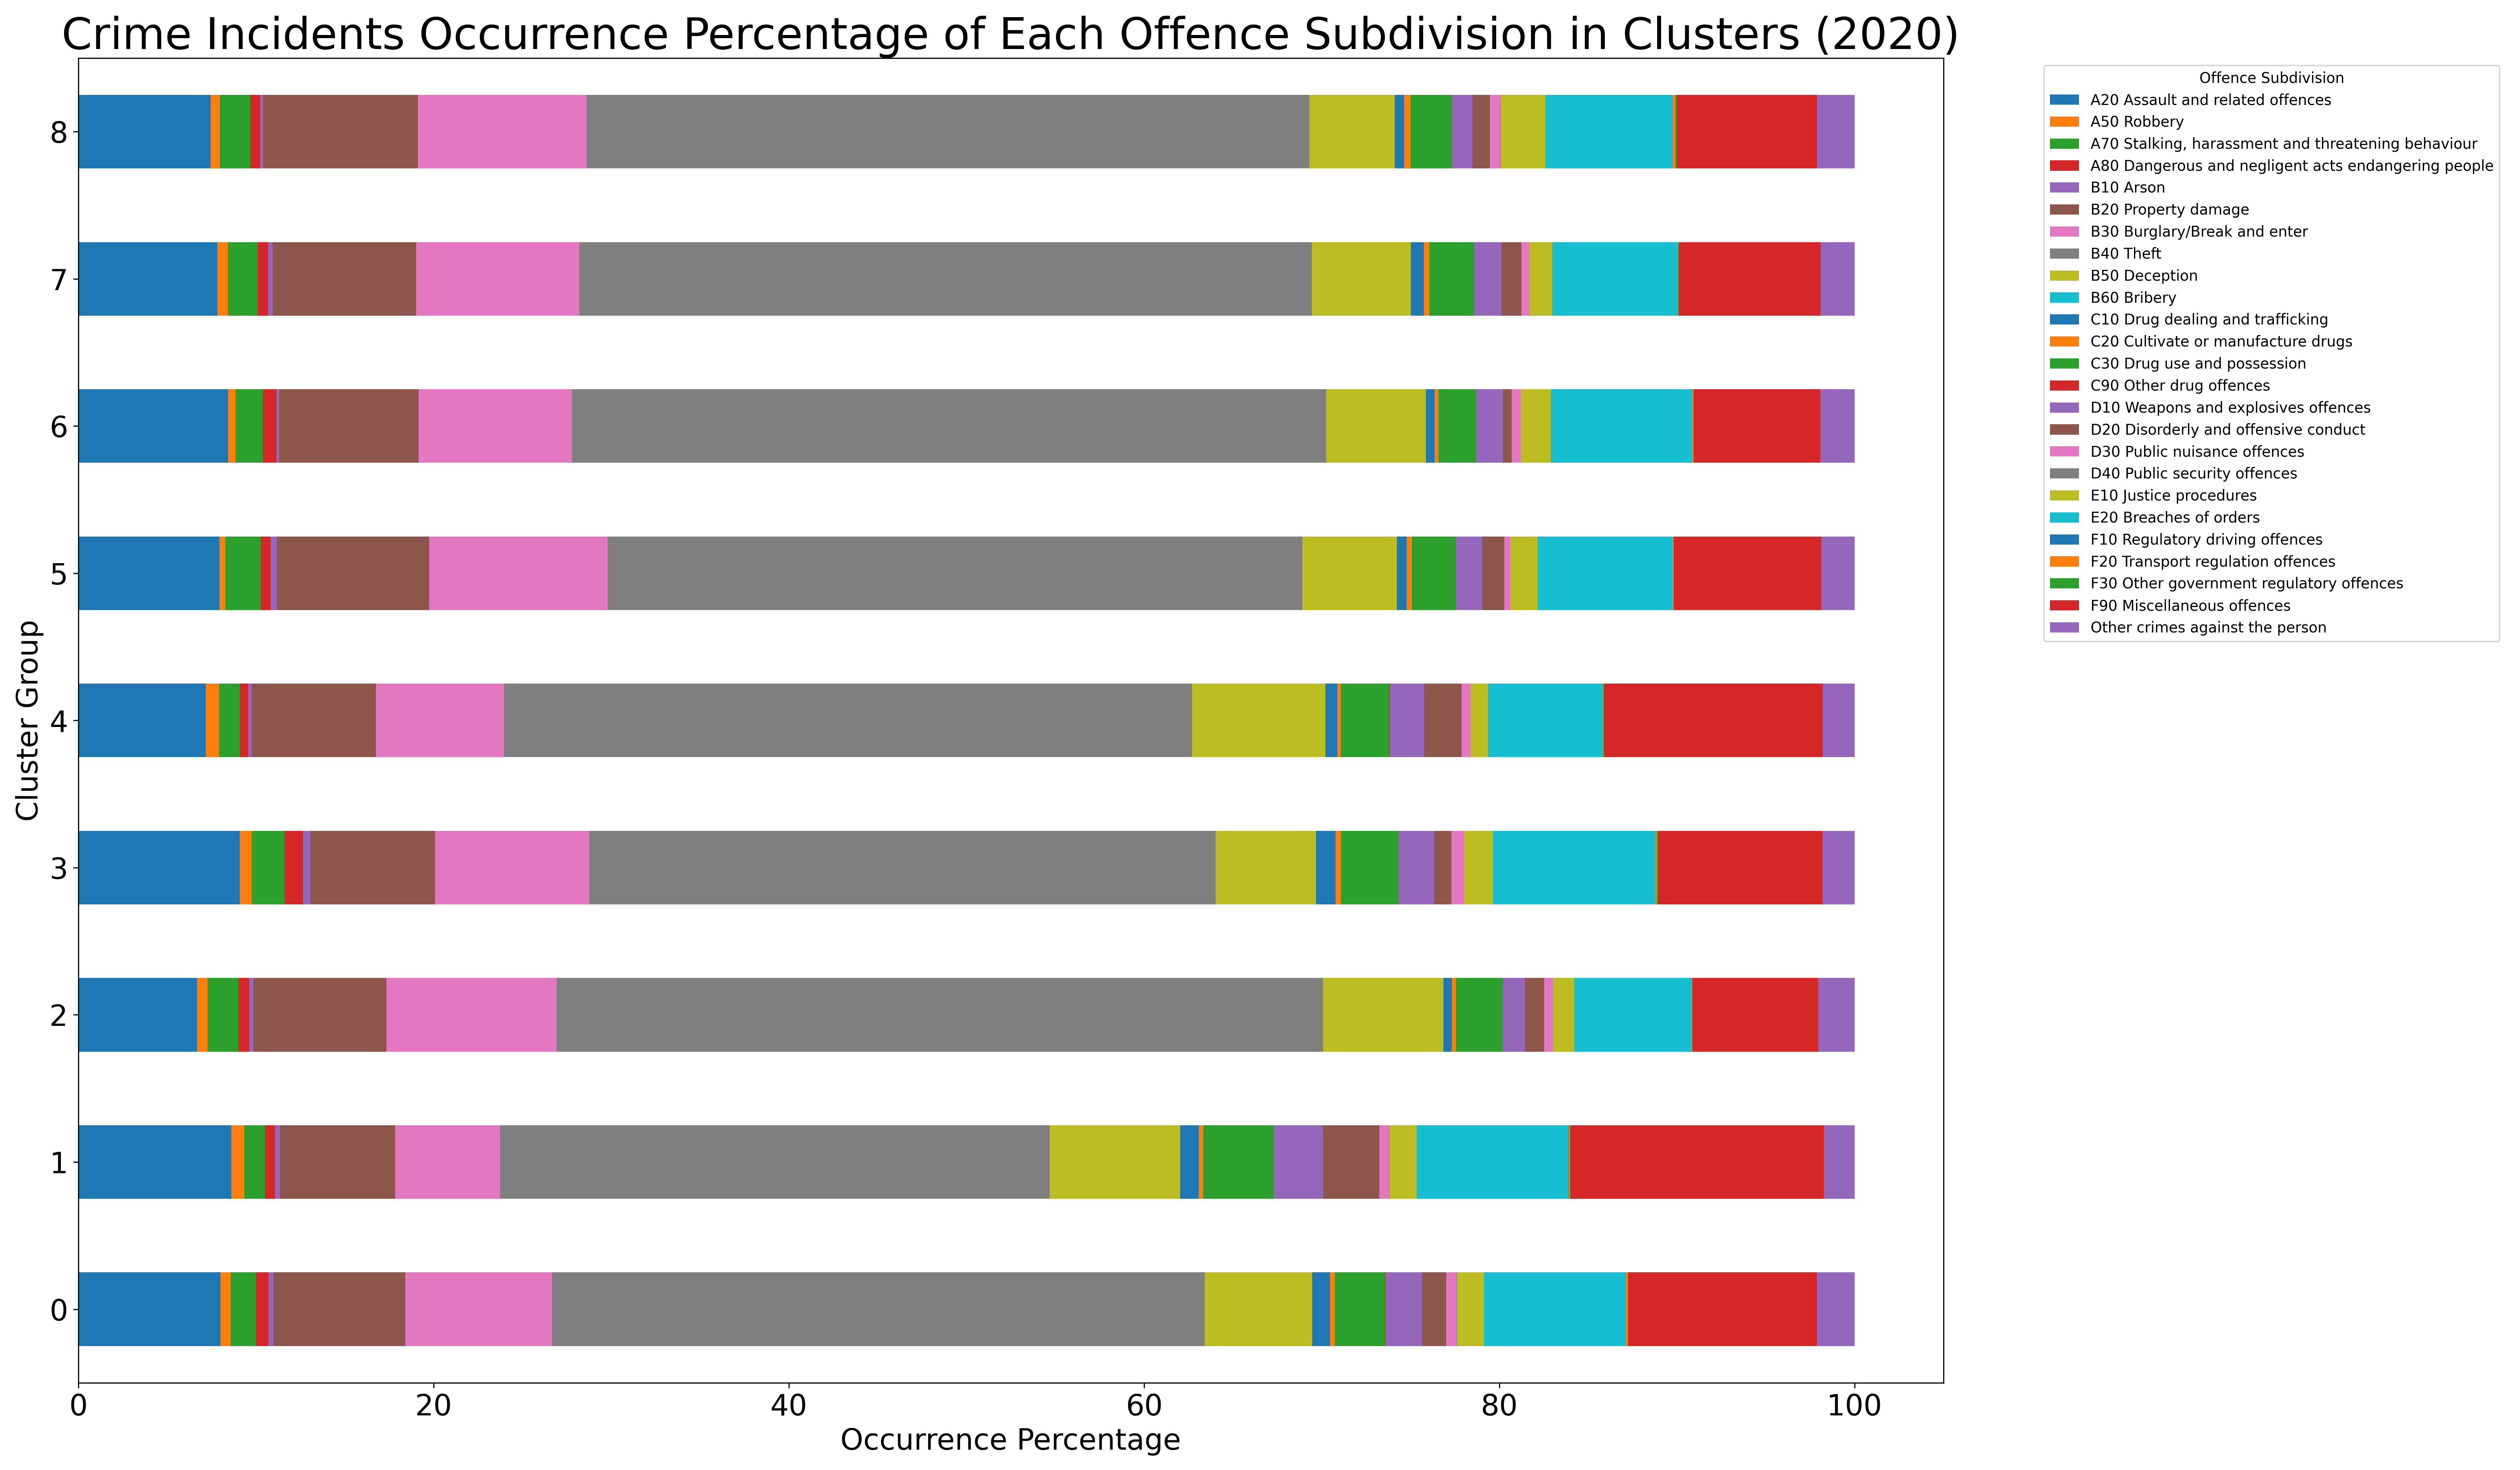 Crime Incidents Occurrence Percentage of Each Offence Subdivision in Clusters (2020)
Offence Subdivision
A20 Assault and related offences
A50 Robbery
A70 Stalking, harassment and threatening behaviour
A80 Dangerous and negligent acts endangering people
B10 Arson
B20 Property damage
B30 Burglary/Break and enter
B40 Theft
B50 Deception
B60 Bribery
C10 Drug dealing and trafficking
C20 Cultivate or manufacture drugs
C30 Drug use and possession
C90 Other drug offences
D10 Weapons and explosives offences
D20 Disorderly and offensive conduct
D30 Public nuisance offences
D40 Public security offences
E10 Justice procedures
E20 Breaches of orders
F10 Regulatory driving offences
F20 Transport regulation offences
F30 Other government regulatory offences
F90 Miscellaneous offences
Other crimes against the person
8
7
6
5
4
3
2
1
0
Cluster Group
0 20 40 60 80 100
Occurrence Percentage